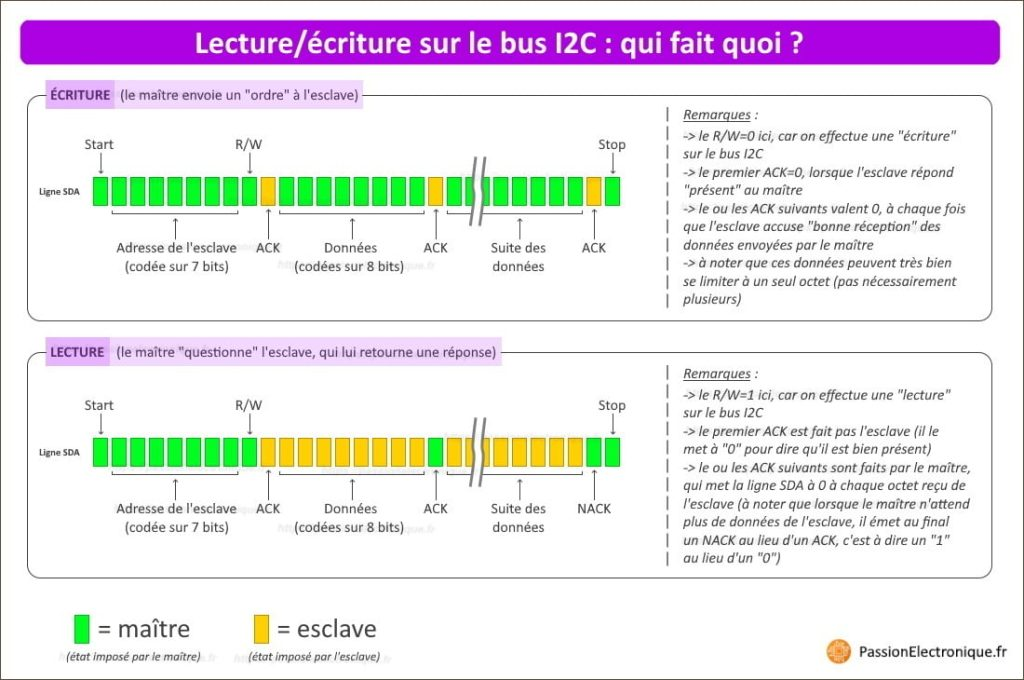 Lecture/écriture sur le bus I2C : qui fait quoi ?
ÉCRITURE (le maître envoie un "ordre" à l'esclave)
Start R/W Stop
Ligne SDA
Adresse de l'esclave ACK Données ACK Suite des ACK
(codée sur 7 bits) (codées sur 8 bits) données
Remarques :
-> le R/W=0 ici, car on effectue une "écriture"
sur le bus I2C
-> le premier ACK=0, lorsque l'esclave répond
"présent" au maître
-> le ou les ACK suivants valent 0, à chaque fois
que l'esclave accuse "bonne réception" des
données envoyées par le maître
-> à noter que ces données peuvent très bien
se limiter à un seul octet (pas nécessairement
plusieurs)
LECTURE (le maître "questionne" l'esclave, qui lui retourne une réponse)
Start R/W Stop
Ligne SDA
Adresse de l'esclave ACK Données ACK Suite des NACK
(codée sur 7 bits) (codées sur 8 bits) données
Remarques :
-> le R/W=1 ici, car on effectue une "lecture"
sur le bus I2C
-> le premier ACK est fait pas l'esclave (il le
met à "0" pour dire qu'il est bien présent)
-> le ou les ACK suivants sont faits par le maître,
qui met la ligne SDA à 0 à chaque octet reçu de
l'esclave (à noter que lorsque le maître n'attend
plus de données de l'esclave, il émet au final
un NACK au lieu d'un ACK, c'est à dire un "1"
au lieu d'un "0")
= maître = esclave
(état imposé par le maître) (état imposé par l'esclave)
PassionElectronique.fr